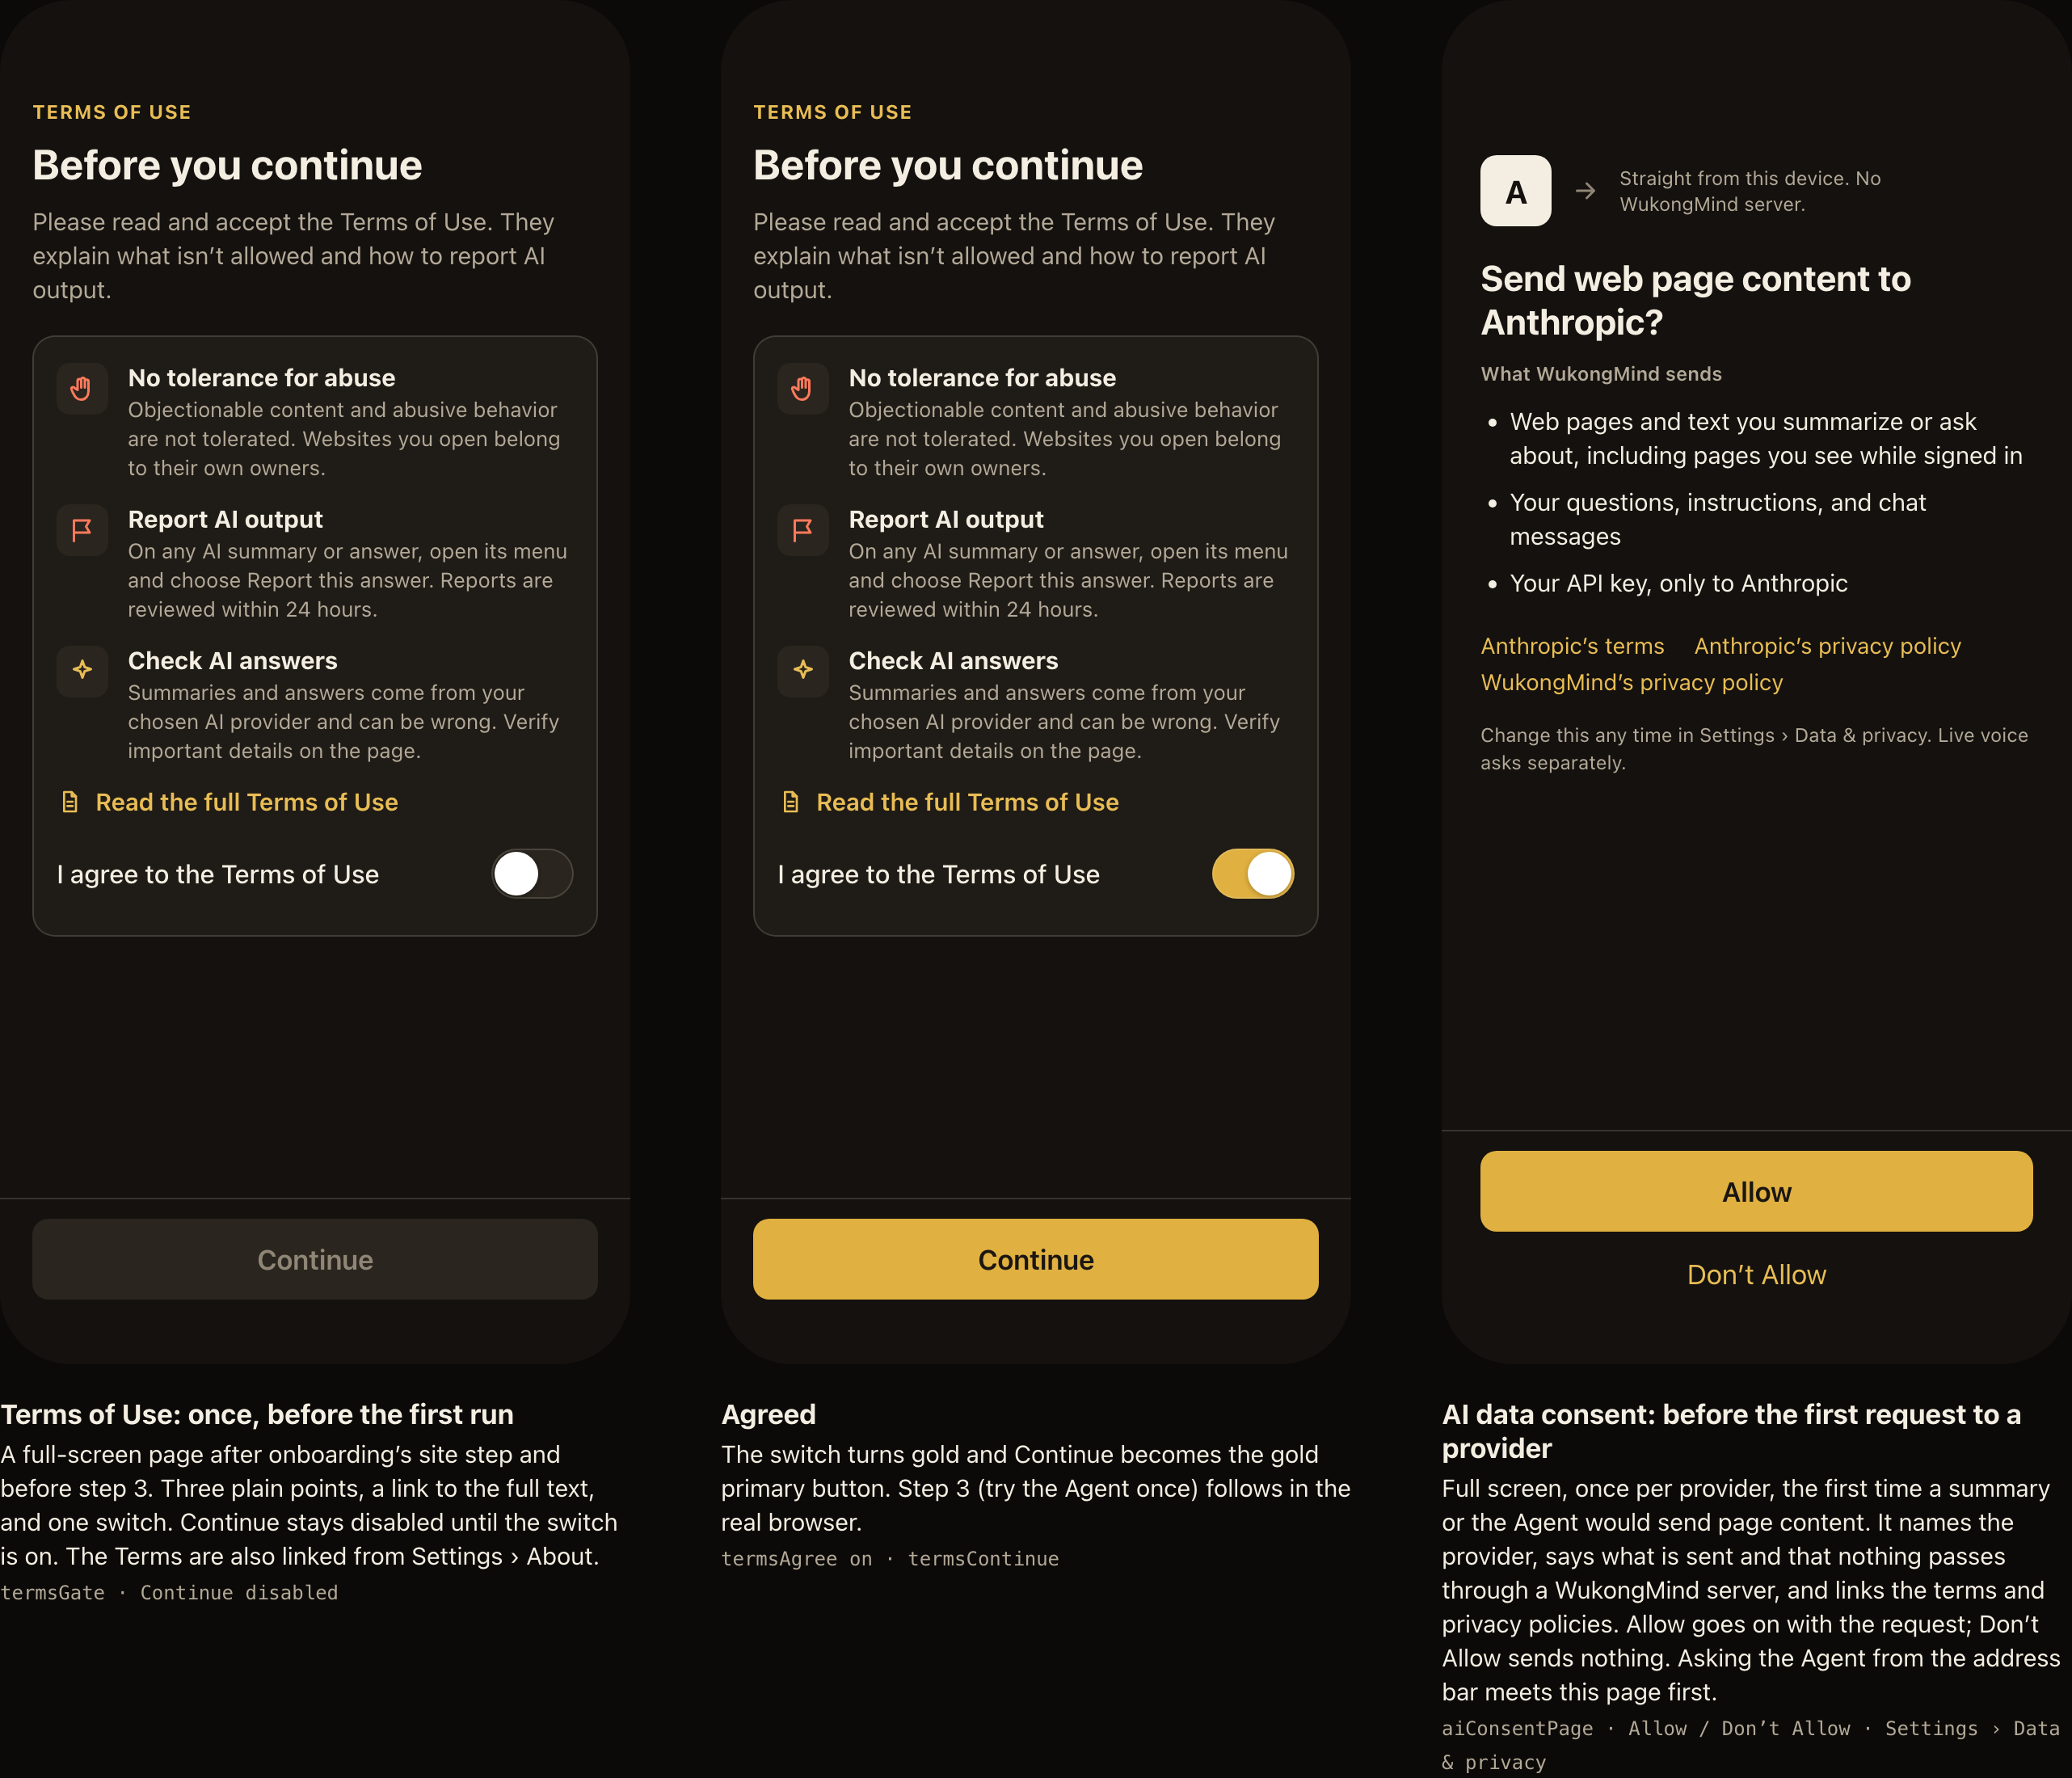 TERMS OF USE
Before you continue
Please read and accept the Terms of Use. They
explain what isn’t allowed and how to report AI
output.
No tolerance for abuse
Objectionable content and abusive behavior
are not tolerated. Websites you open belong
to their own owners.
Report AI output
On any AI summary or answer, open its menu
and choose Report this answer. Reports are
reviewed within 24 hours.
Check AI answers
Summaries and answers come from your
chosen AI provider and can be wrong. Verify
important details on the page.
Read the full Terms of Use
I agree to the Terms of Use
Continue
Terms of Use: once, before the first run
A full-screen page after onboarding’s site step and
before step 3. Three plain points, a link to the full text,
and one switch. Continue stays disabled until the switch
is on. The Terms are also linked from Settings › About.
termsGate · Continue disabled
TERMS OF USE
Before you continue
Please read and accept the Terms of Use. They
explain what isn’t allowed and how to report AI
output.
No tolerance for abuse
Objectionable content and abusive behavior
are not tolerated. Websites you open belong
to their own owners.
Report AI output
On any AI summary or answer, open its menu
and choose Report this answer. Reports are
reviewed within 24 hours.
Check AI answers
Summaries and answers come from your
chosen AI provider and can be wrong. Verify
important details on the page.
Read the full Terms of Use
I agree to the Terms of Use
Continue
Agreed
The switch turns gold and Continue becomes the gold
primary button. Step 3 (try the Agent once) follows in the
real browser.
termsAgree on · termsContinue
A → Straight from this device. No
WukongMind server.
Send web page content to
Anthropic?
What WukongMind sends
• Web pages and text you summarize or ask
about, including pages you see while signed in
• Your questions, instructions, and chat
messages
• Your API key, only to Anthropic
Anthropic’s terms Anthropic’s privacy policy
WukongMind’s privacy policy
Change this any time in Settings › Data & privacy. Live voice
asks separately.
Allow
Don’t Allow
AI data consent: before the first request to a
provider
Full screen, once per provider, the first time a summary
or the Agent would send page content. It names the
provider, says what is sent and that nothing passes
through a WukongMind server, and links the terms and
privacy policies. Allow goes on with the request; Don’t
Allow sends nothing. Asking the Agent from the address
bar meets this page first.
aiConsentPage · Allow / Don’t Allow · Settings › Data
& privacy